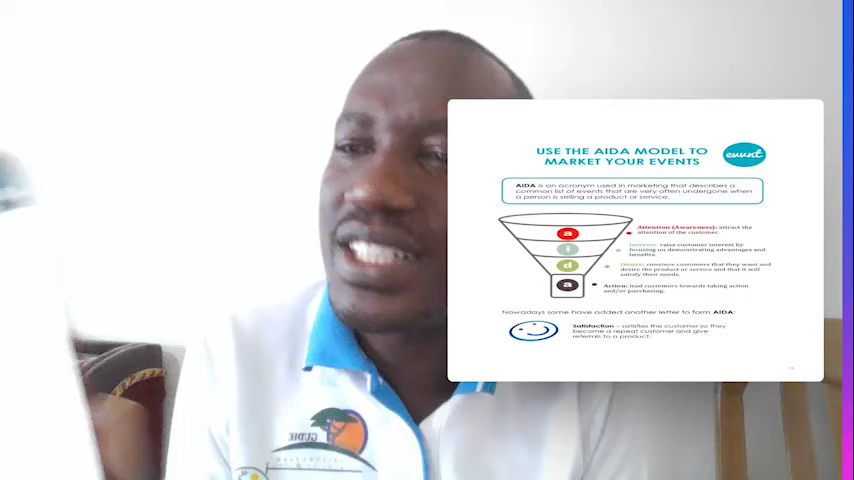 USE THE AIDA MODEL TO
MARKET YOUR EVENTS
euunt
AIDA is an acronym used in marketing that describes a
common list of events that are very often undergone when
a person is selling a product or service.
a
Attention (Awareness): attract the
attention of the customer.
i
Interest: raise customer interest by
focusing on demonstrating advantages and
benefits.
d
Desire: convince customers that they want and
desire the product or service and that it will
satisfy their needs.
a
Action: lead customers towards taking action
and/or purchasing.
Nowadays some have added another letter to form AIDA:
Satisfaction – satisfies the customer so they
become a repeat customer and give
referrals to a product.
GUDIE